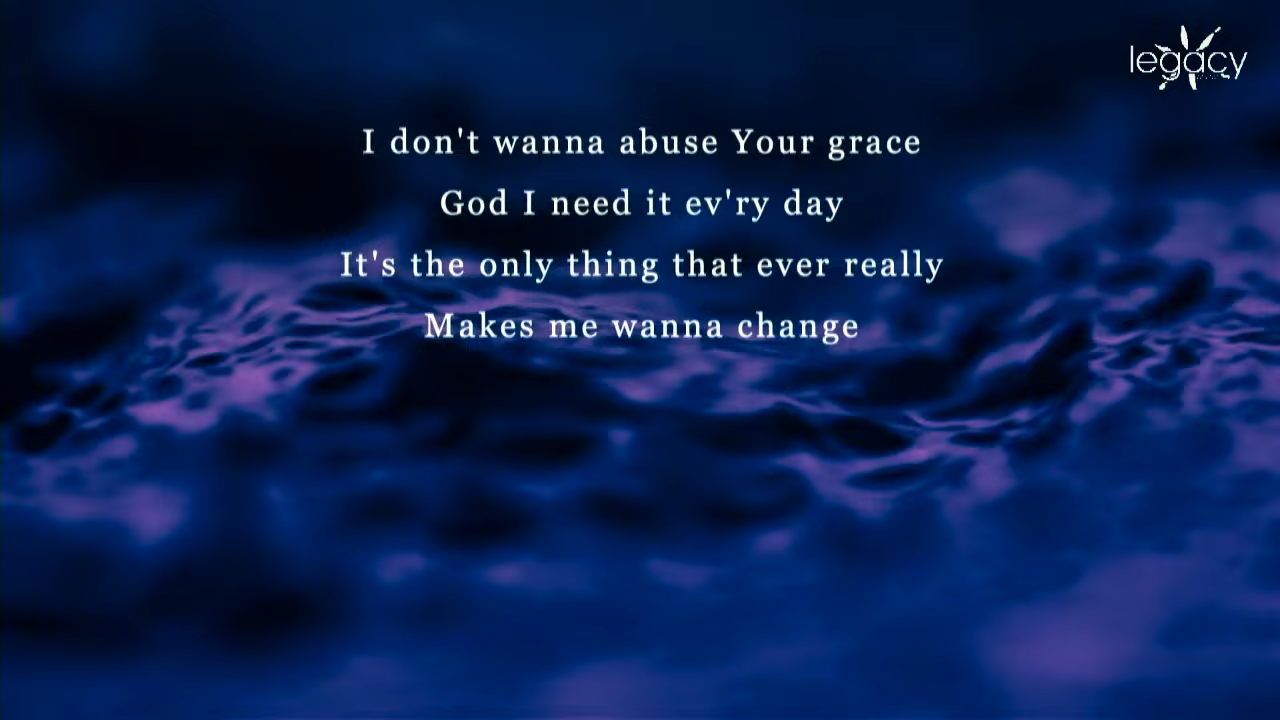 legacy
I don't wanna abuse Your grace
God I need it ev'ry day
It's the only thing that ever really
Makes me wanna change